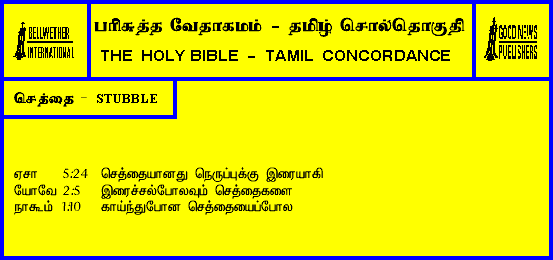 BELLWETHER
INTERNATIONAL
பரிசுத்த வேதாகமம் - தமிழ் சொல்தொகுதி
THE HOLY BIBLE - TAMIL CONCORDANCE
GOOD NEWS
PUBLISHERS
செத்தை - STUBBLE
ஏசா 5:24 செத்தையானது நெருப்புக்கு இரையாகி
யோவே 2:5 இரைச்சல்போலவும் செத்தைகளை
நாகூம் 1:10 காய்ந்துபோன செத்தையைப்போல